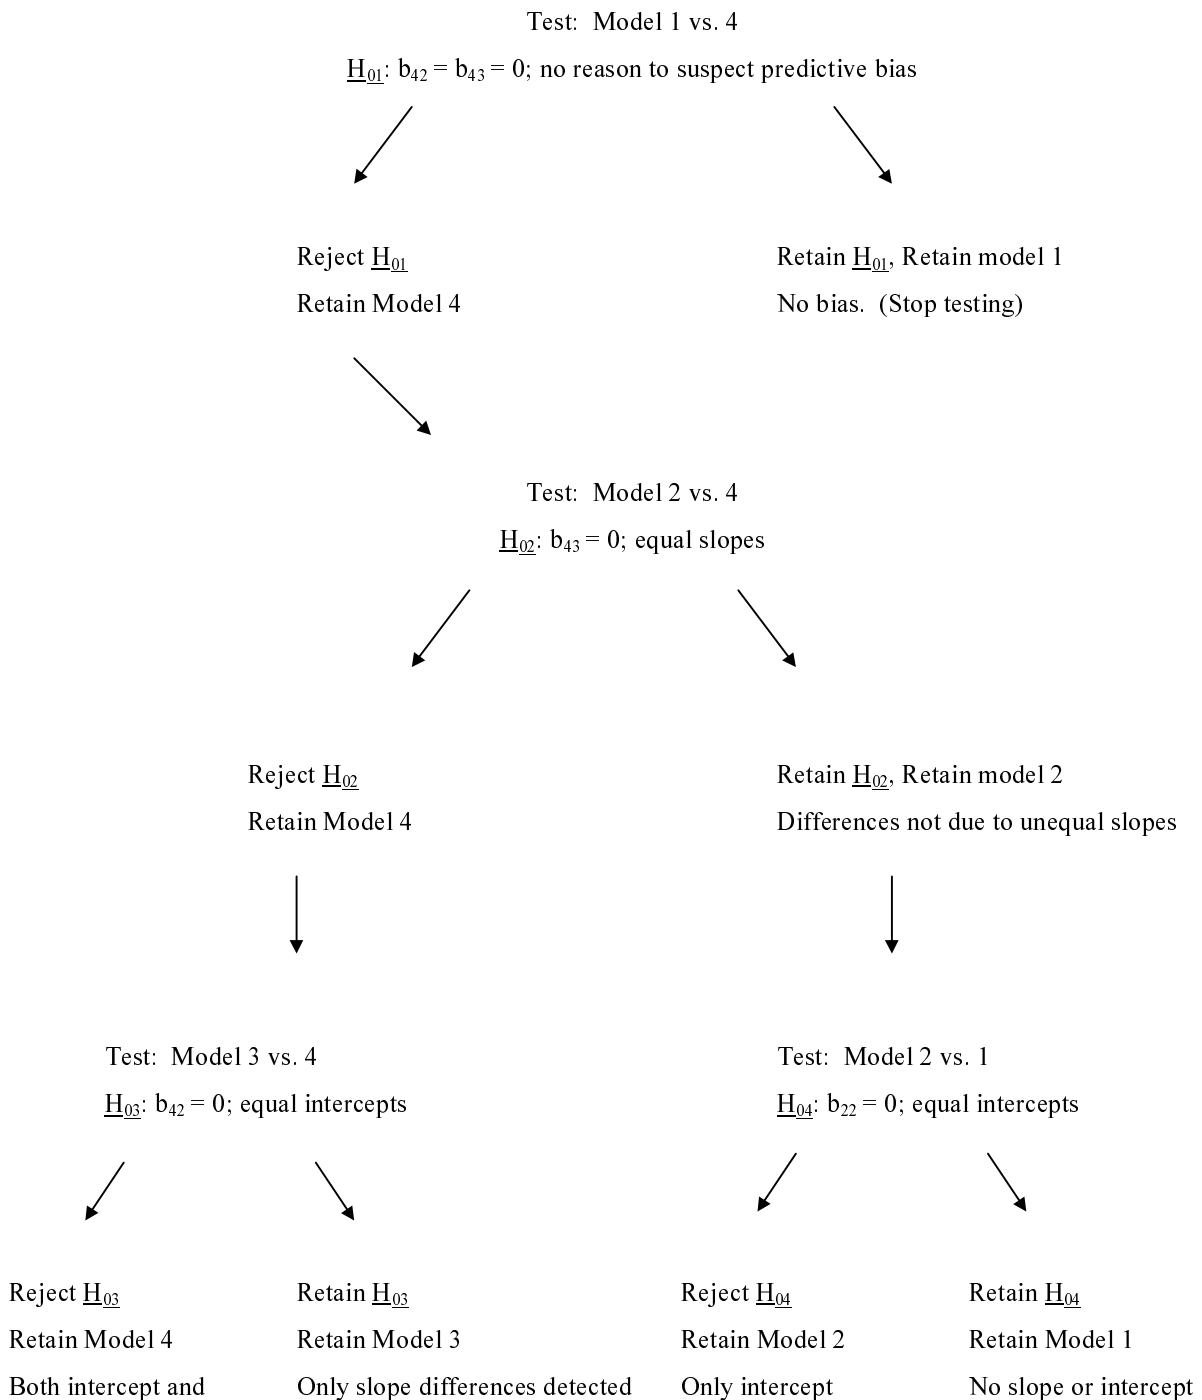 Test: Model 1 vs. 4
H01: b42 = b43 = 0; no reason to suspect predictive bias
Reject H01
Retain Model 4
Retain H01, Retain model 1
No bias. (Stop testing)
Test: Model 2 vs. 4
H02: b43 = 0; equal slopes
Reject H02
Retain Model 4
Retain H02, Retain model 2
Differences not due to unequal slopes
Test: Model 3 vs. 4
H03: b42 = 0; equal intercepts
Test: Model 2 vs. 1
H04: b22 = 0; equal intercepts
Reject H03
Retain Model 4
Both intercept and
Retain H03
Retain Model 3
Only slope differences detected
Reject H04
Retain Model 2
Only intercept
Retain H04
Retain Model 1
No slope or intercept